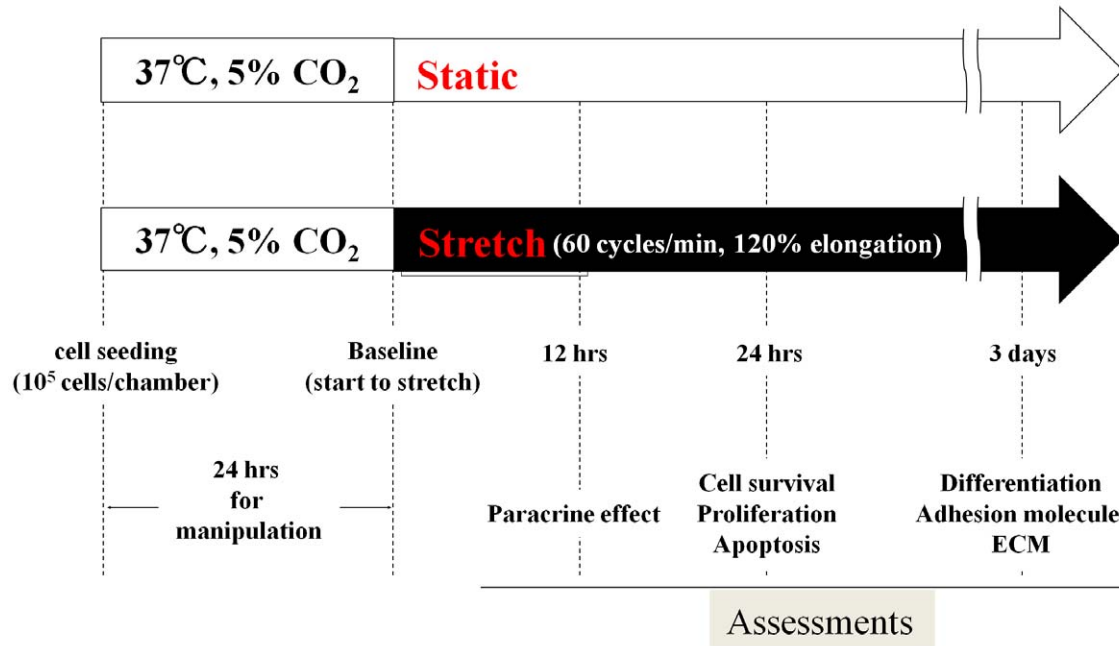 37℃, 5% CO₂
Static
37℃, 5% CO₂
Stretch (60 cycles/min, 120% elongation)
cell seeding
(10⁵ cells/chamber)
Baseline
(start to stretch)
12 hrs
24 hrs
3 days
24 hrs
for
manipulation
Paracrine effect
Cell survival
Proliferation
Apoptosis
Differentiation
Adhesion molecule
ECM
Assessments